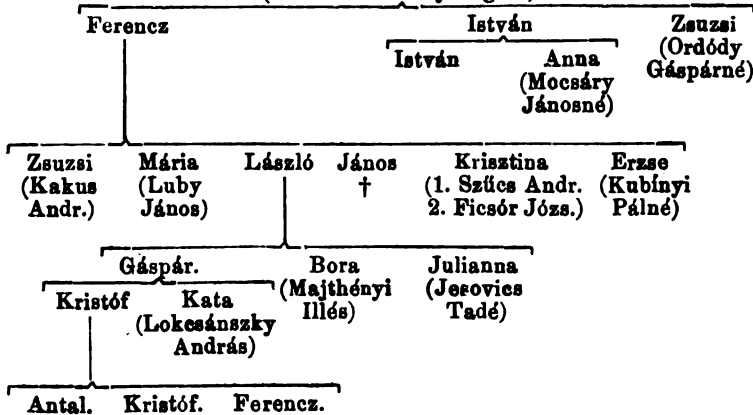 Ferencz István Zsuzsi
(Ordódy
Gáspárné)
István Anna
(Mocsáry
Jánosné)
Zsuzsi Mária László János Krisztina Erzse
(Kakus (Luby † (1. Szűcs Andr. (Kubínyi
Andr.) János) 2. Ficsór Józs.) Pálné)
Gáspár. Bora Julianna
(Majthényi (Jesovics
Illés) Tadé)
Kristóf Kata
(Lokcsánszky
András)
Antal. Kristóf. Ferencz.